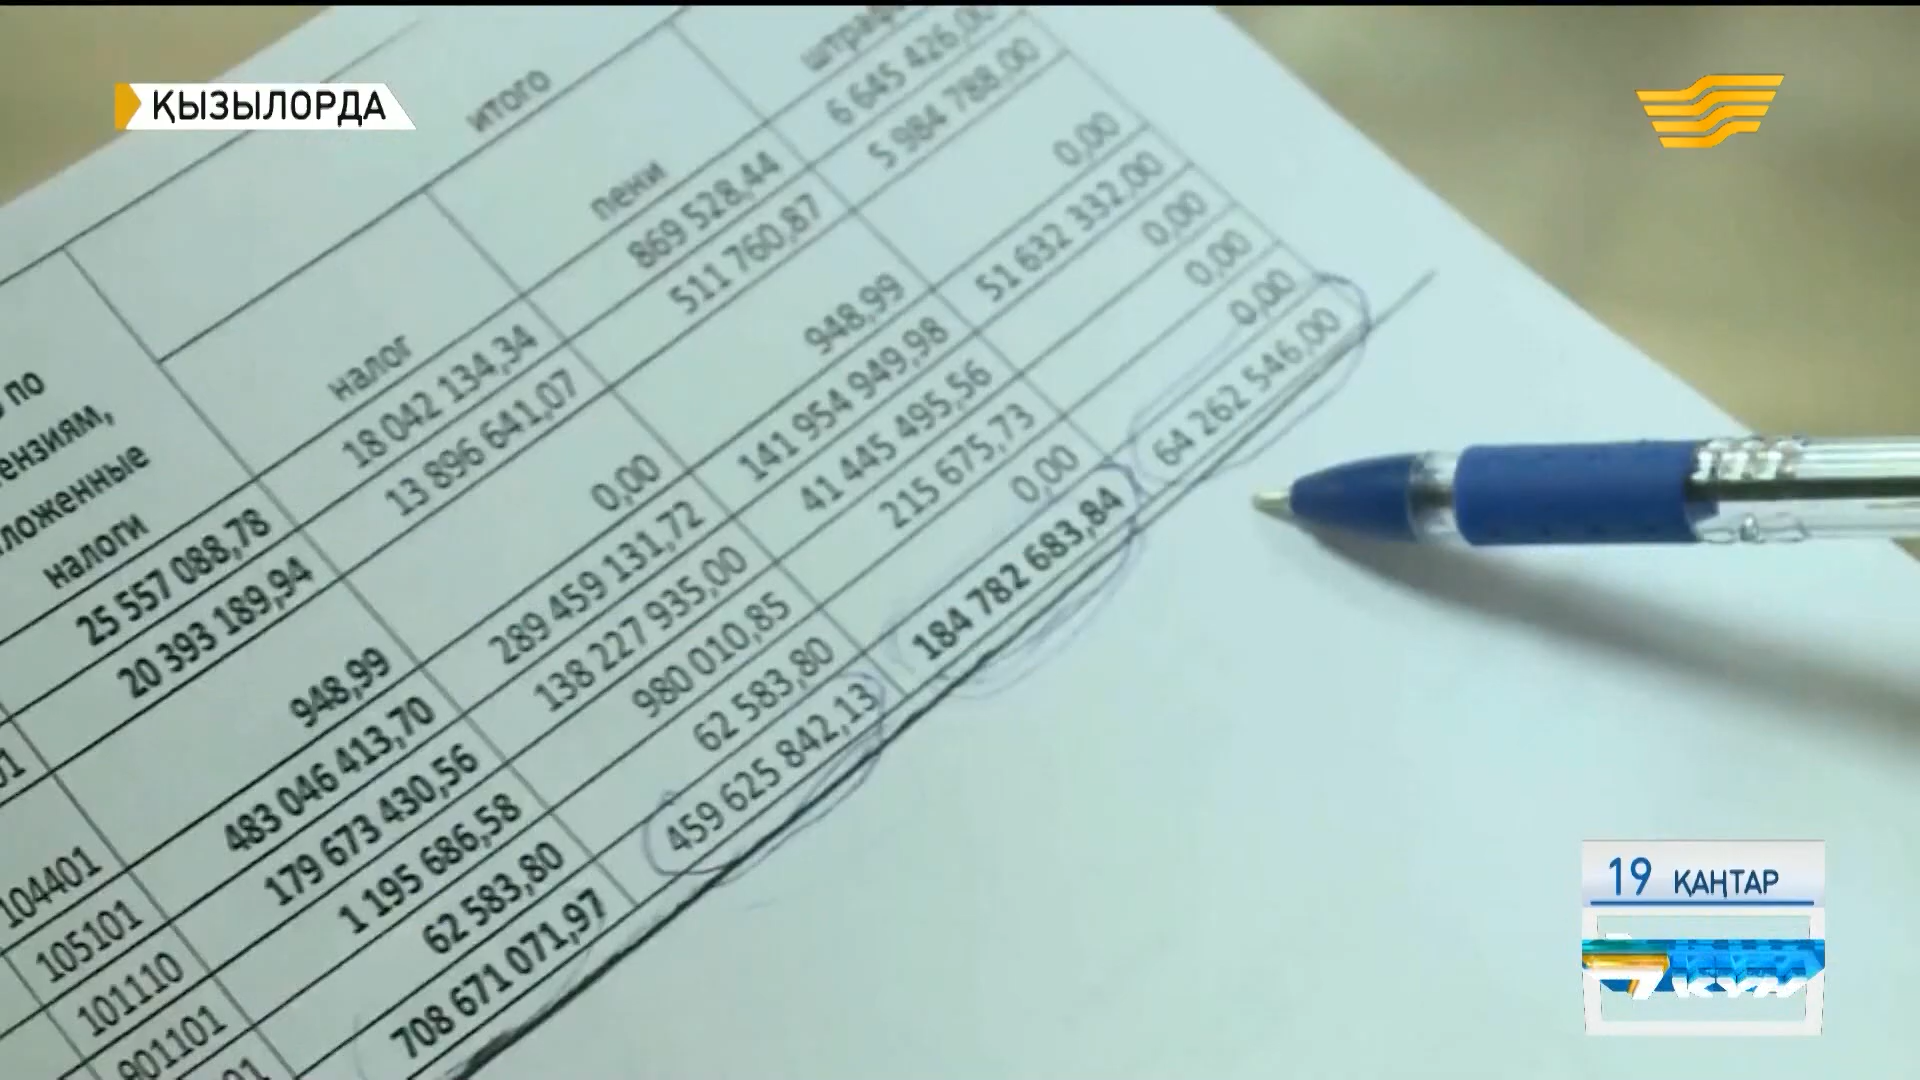 ҚЫЗЫЛОРДА
итого
по
налоги
налог
пени
25 557 088,78
18 042 134,34
869 528,44
6 645 426,00
20 393 189,94
13 896 641,07
511 760,87
5 984 788,00
948,99
0,00
948,99
0,00
104401
483 046 413,70
289 459 131,72
141 954 949,98
51 632 332,00
105101
179 673 430,56
138 227 935,00
41 445 495,56
0,00
101110
1 195 686,58
980 010,85
215 675,73
0,00
901101
62 583,80
62 583,80
0,00
0,00
708 671 071,97
459 625 842,13
184 782 683,84
64 262 546,00
19 ҚАҢТАР
7 КҮН